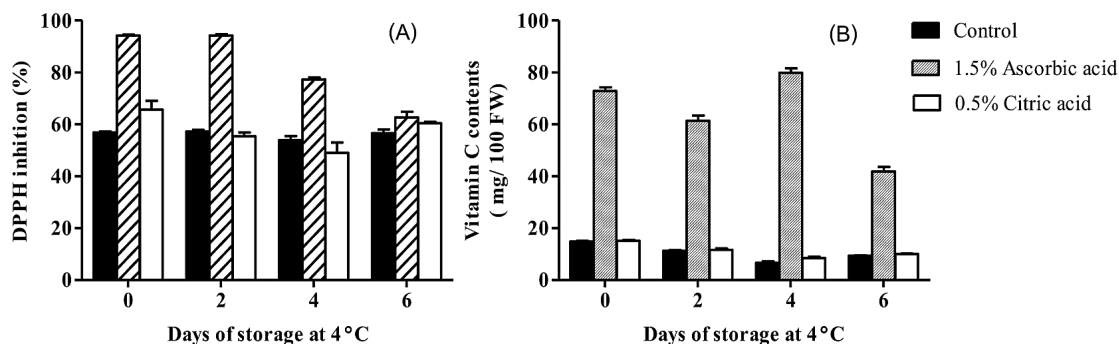 DPPH inhibtion (%)
100
80
60
40
20
0
(A)
0 2 4 6
Days of storage at 4°C
Vitamin C contents
( mg/ 100 FW)
100
80
60
40
20
0
(B)
0 2 4 6
Days of storage at 4°C
Control
1.5% Ascorbic acid
0.5% Citric acid